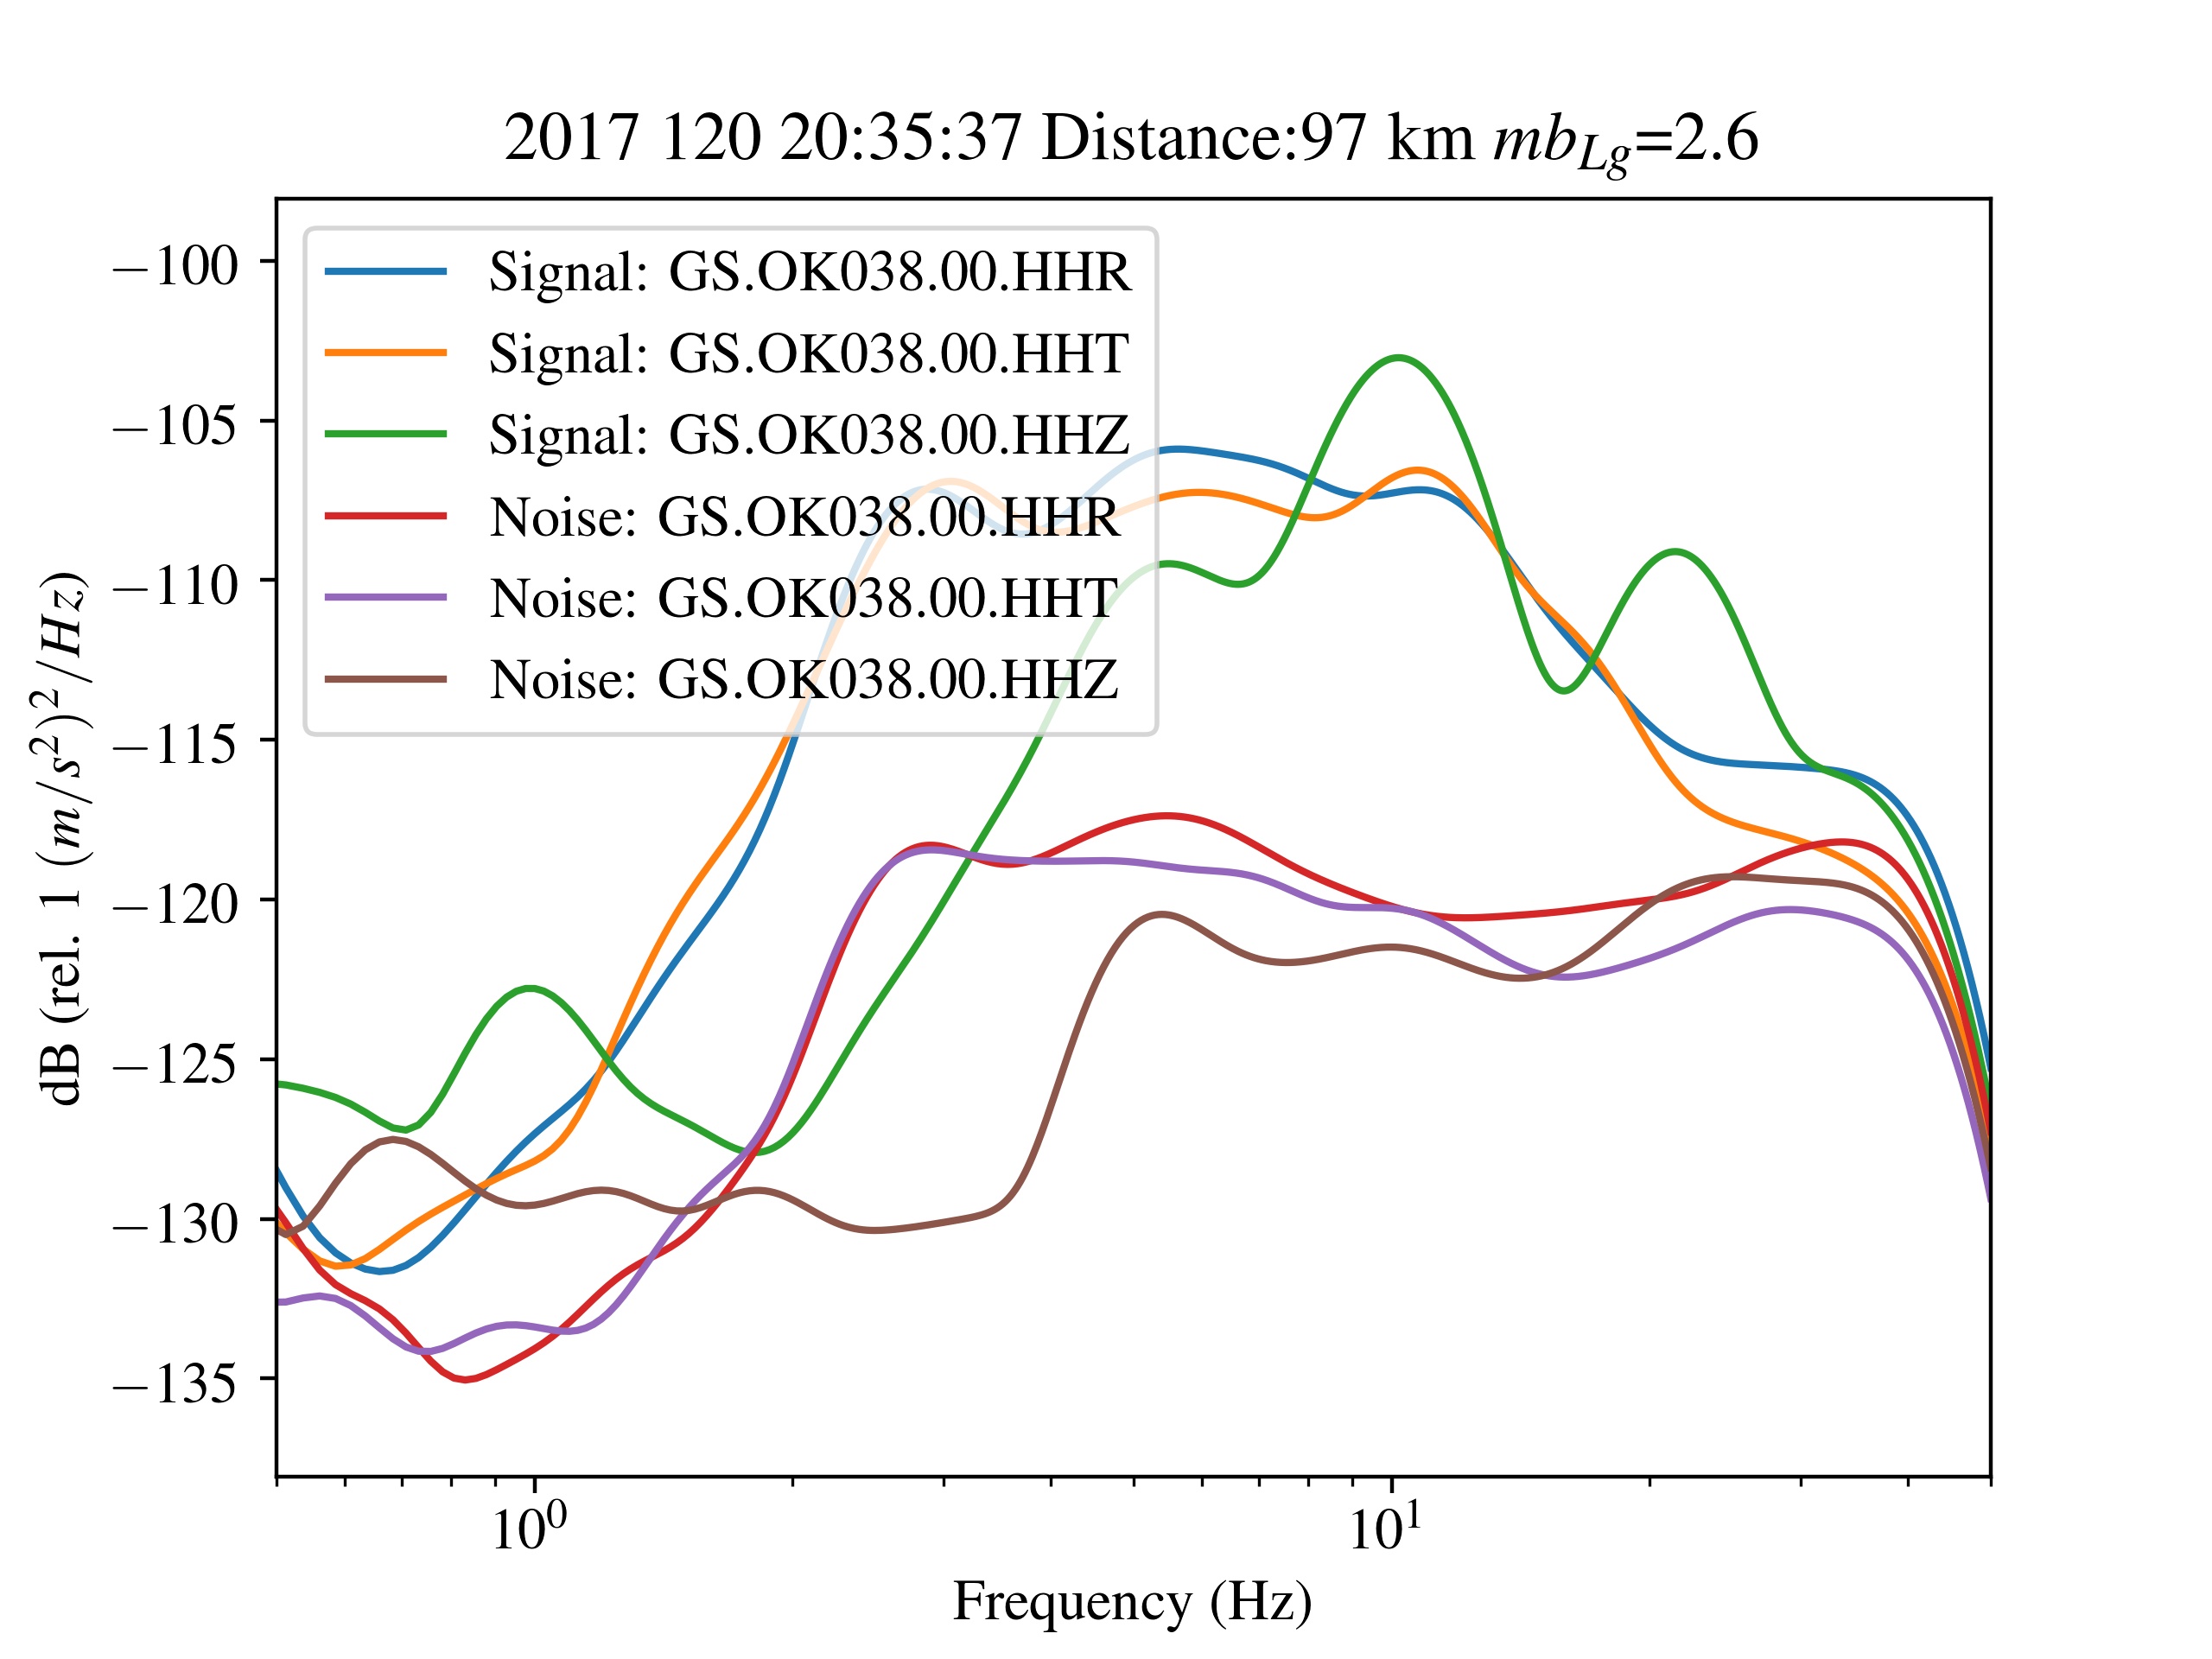 2017 120 20:35:37 Distance:97 km mb_Lg=2.6
Signal: GS.OK038.00.HHR
Signal: GS.OK038.00.HHT
Signal: GS.OK038.00.HHZ
Noise: GS.OK038.00.HHR
Noise: GS.OK038.00.HHT
Noise: GS.OK038.00.HHZ
−100
−105
−110
−115
−120
−125
−130
−135
dB (rel. 1 (m/s²)²/Hz)
10⁰
10¹
Frequency (Hz)